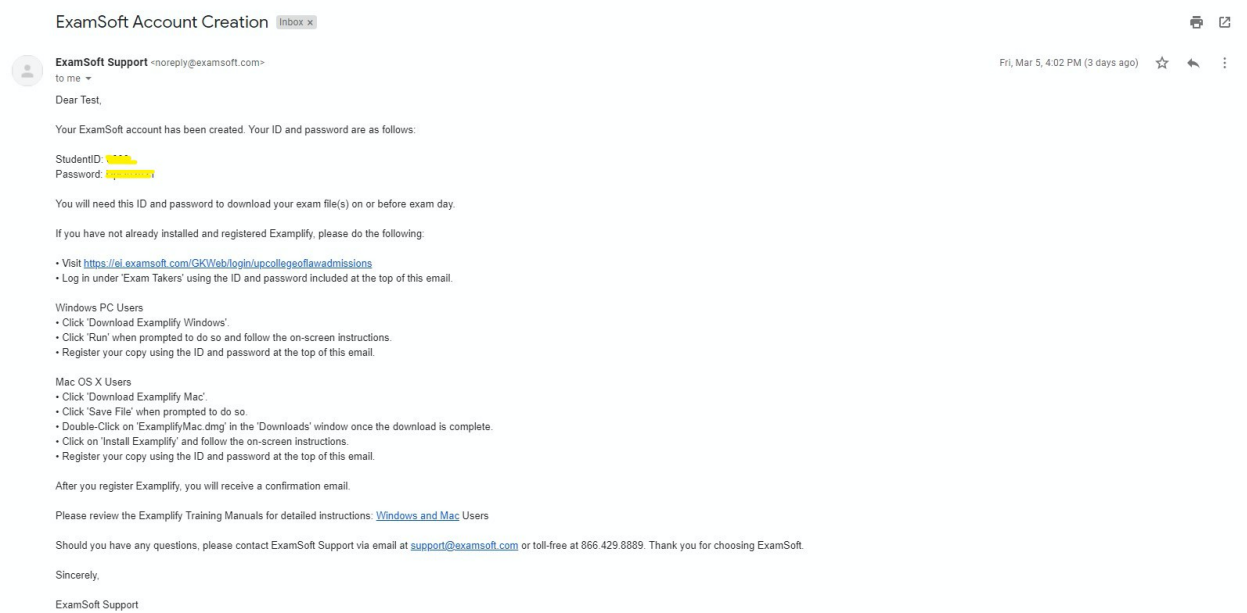 ExamSoft Account Creation Inbox x
ExamSoft Support <noreply@examsoft.com> Fri, Mar 5, 4:02 PM (3 days ago)
to me
Dear Test,
Your ExamSoft account has been created. Your ID and password are as follows:
StudentID:
Password:
You will need this ID and password to download your exam file(s) on or before exam day.
If you have not already installed and registered Examplify, please do the following:
• Visit https://ei.examsoft.com/GKWeb/login/upcollegeoflawadmissions
• Log in under 'Exam Takers' using the ID and password included at the top of this email.
Windows PC Users
• Click 'Download Examplify Windows'.
• Click 'Run' when prompted to do so and follow the on-screen instructions.
• Register your copy using the ID and password at the top of this email.
Mac OS X Users
• Click 'Download Examplify Mac'.
• Click 'Save File' when prompted to do so.
• Double-Click on 'ExamplifyMac.dmg' in the 'Downloads' window once the download is complete.
• Click on 'Install Examplify' and follow the on-screen instructions.
• Register your copy using the ID and password at the top of this email.
After you register Examplify, you will receive a confirmation email.
Please review the Examplify Training Manuals for detailed instructions: Windows and Mac Users
Should you have any questions, please contact ExamSoft Support via email at support@examsoft.com or toll-free at 866.429.8889. Thank you for choosing ExamSoft.
Sincerely,
ExamSoft Support